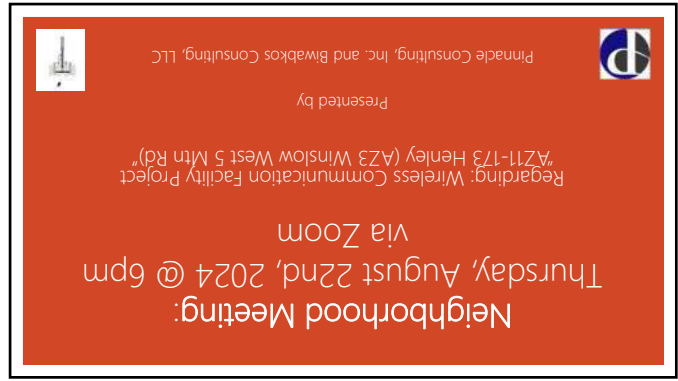 Neighborhood Meeting:
Thursday, August 22nd, 2024 @ 6pm
via Zoom
Regarding: Wireless Communication Facility Project
"AZ11-173 Henley (AZ3 Winslow West 5 Mtn Rd)"
Presented by
Pinnacle Consulting, Inc. and Biwabkos Consulting, LLC